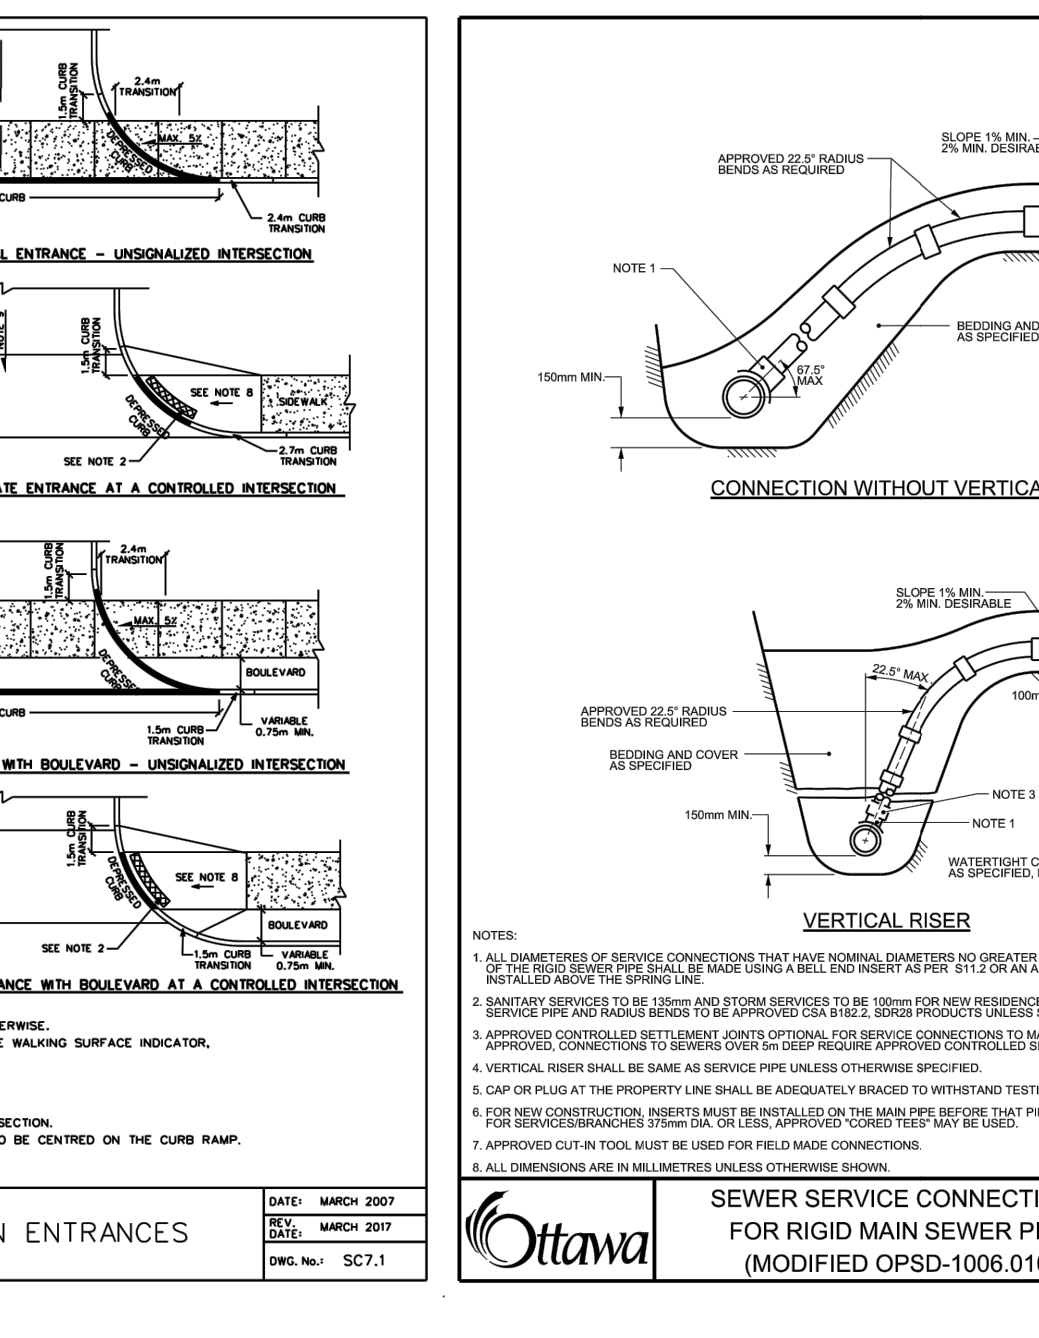 1.5m CURB
TRANSITION
2.4m
TRANSITION
MAX. 5%
DEPRESSED
CURB
CURB
2.4m CURB
TRANSITION
L ENTRANCE - UNSIGNALIZED INTERSECTION
NOTE 9
1.5m CURB
TRANSITION
SEE NOTE 8
SIDEWALK
DEPRESSED
CURB
SEE NOTE 2
2.7m CURB
TRANSITION
ATE ENTRANCE AT A CONTROLLED INTERSECTION
1.5m CURB
TRANSITION
2.4m
TRANSITION
MAX. 5%
DEPRESSED
CURB
BOULEVARD
CURB
1.5m CURB
TRANSITION
VARIABLE
0.75m MIN.
WITH BOULEVARD - UNSIGNALIZED INTERSECTION
1.5m CURB
TRANSITION
DEPRESSED
CURB
SEE NOTE 8
BOULEVARD
SEE NOTE 2
1.5m CURB
TRANSITION
VARIABLE
0.75m MIN.
ANCE WITH BOULEVARD AT A CONTROLLED INTERSECTION
ERWISE.
E WALKING SURFACE INDICATOR,
SECTION.
O BE CENTRED ON THE CURB RAMP.
N ENTRANCES
DATE: MARCH 2007
REV. DATE: MARCH 2017
DWG. No.: SC7.1
SLOPE 1% MIN.
2% MIN. DESIRAB
APPROVED 22.5° RADIUS
BENDS AS REQUIRED
NOTE 1
BEDDING AND
AS SPECIFIED
150mm MIN.
67.5°
MAX
CONNECTION WITHOUT VERTICA
SLOPE 1% MIN.
2% MIN. DESIRABLE
22.5° MAX
100m
APPROVED 22.5° RADIUS
BENDS AS REQUIRED
BEDDING AND COVER
AS SPECIFIED
NOTE 3
150mm MIN.
NOTE 1
WATERTIGHT C
AS SPECIFIED,
VERTICAL RISER
NOTES:
1. ALL DIAMETERES OF SERVICE CONNECTIONS THAT HAVE NOMINAL DIAMETERS NO GREATER
OF THE RIGID SEWER PIPE SHALL BE MADE USING A BELL END INSERT AS PER S11.2 OR AN A
INSTALLED ABOVE THE SPRING LINE.
2. SANITARY SERVICES TO BE 135mm AND STORM SERVICES TO BE 100mm FOR NEW RESIDENCE
SERVICE PIPE AND RADIUS BENDS TO BE APPROVED CSA B182.2, SDR28 PRODUCTS UNLESS S
3. APPROVED CONTROLLED SETTLEMENT JOINTS OPTIONAL FOR SERVICE CONNECTIONS TO MA
APPROVED, CONNECTIONS TO SEWERS OVER 5m DEEP REQUIRE APPROVED CONTROLLED SE
4. VERTICAL RISER SHALL BE SAME AS SERVICE PIPE UNLESS OTHERWISE SPECIFIED.
5. CAP OR PLUG AT THE PROPERTY LINE SHALL BE ADEQUATELY BRACED TO WITHSTAND TESTI
6. FOR NEW CONSTRUCTION, INSERTS MUST BE INSTALLED ON THE MAIN PIPE BEFORE THAT PI
FOR SERVICES/BRANCHES 375mm DIA. OR LESS, APPROVED "CORED TEES" MAY BE USED.
7. APPROVED CUT-IN TOOL MUST BE USED FOR FIELD MADE CONNECTIONS.
8. ALL DIMENSIONS ARE IN MILLIMETRES UNLESS OTHERWISE SHOWN.
Ottawa
SEWER SERVICE CONNECTI
FOR RIGID MAIN SEWER PI
(MODIFIED OPSD-1006.010